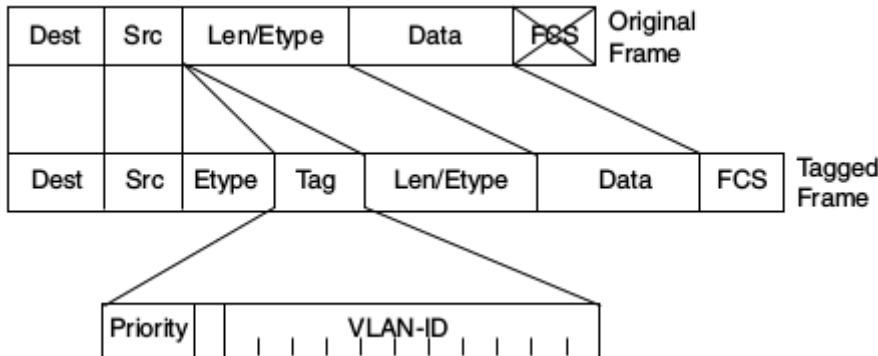 Dest Src Len/Etype Data FCS Original
Frame
Dest Src Etype Tag Len/Etype Data FCS Tagged
Frame
Priority VLAN-ID